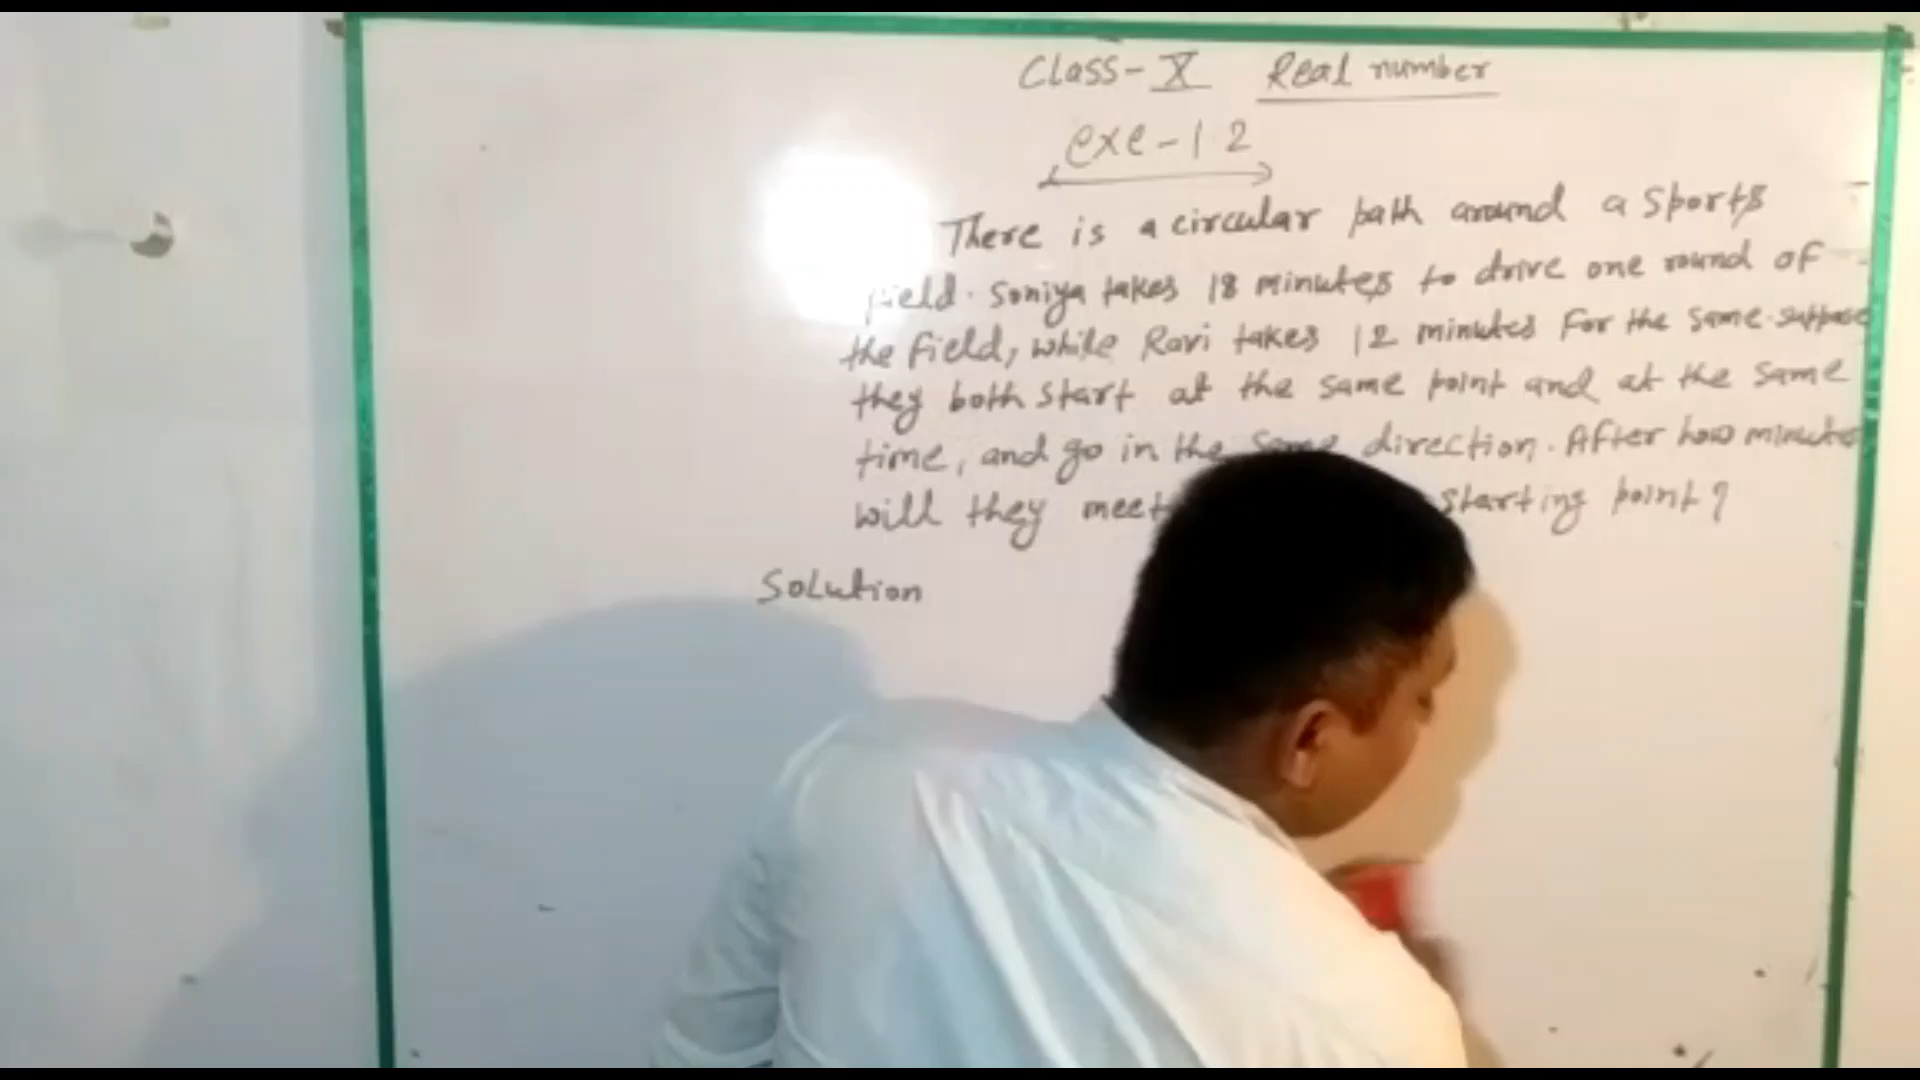 Class-X Real number
exe-1.2
There is a circular path around a sports
field. Soniya takes 18 minutes to drive one round of
the field, while Ravi takes 12 minutes For the same. suppose
they both start at the same point and at the same
time, and go in the same direction. After how minute
will they meet starting point?
Solution